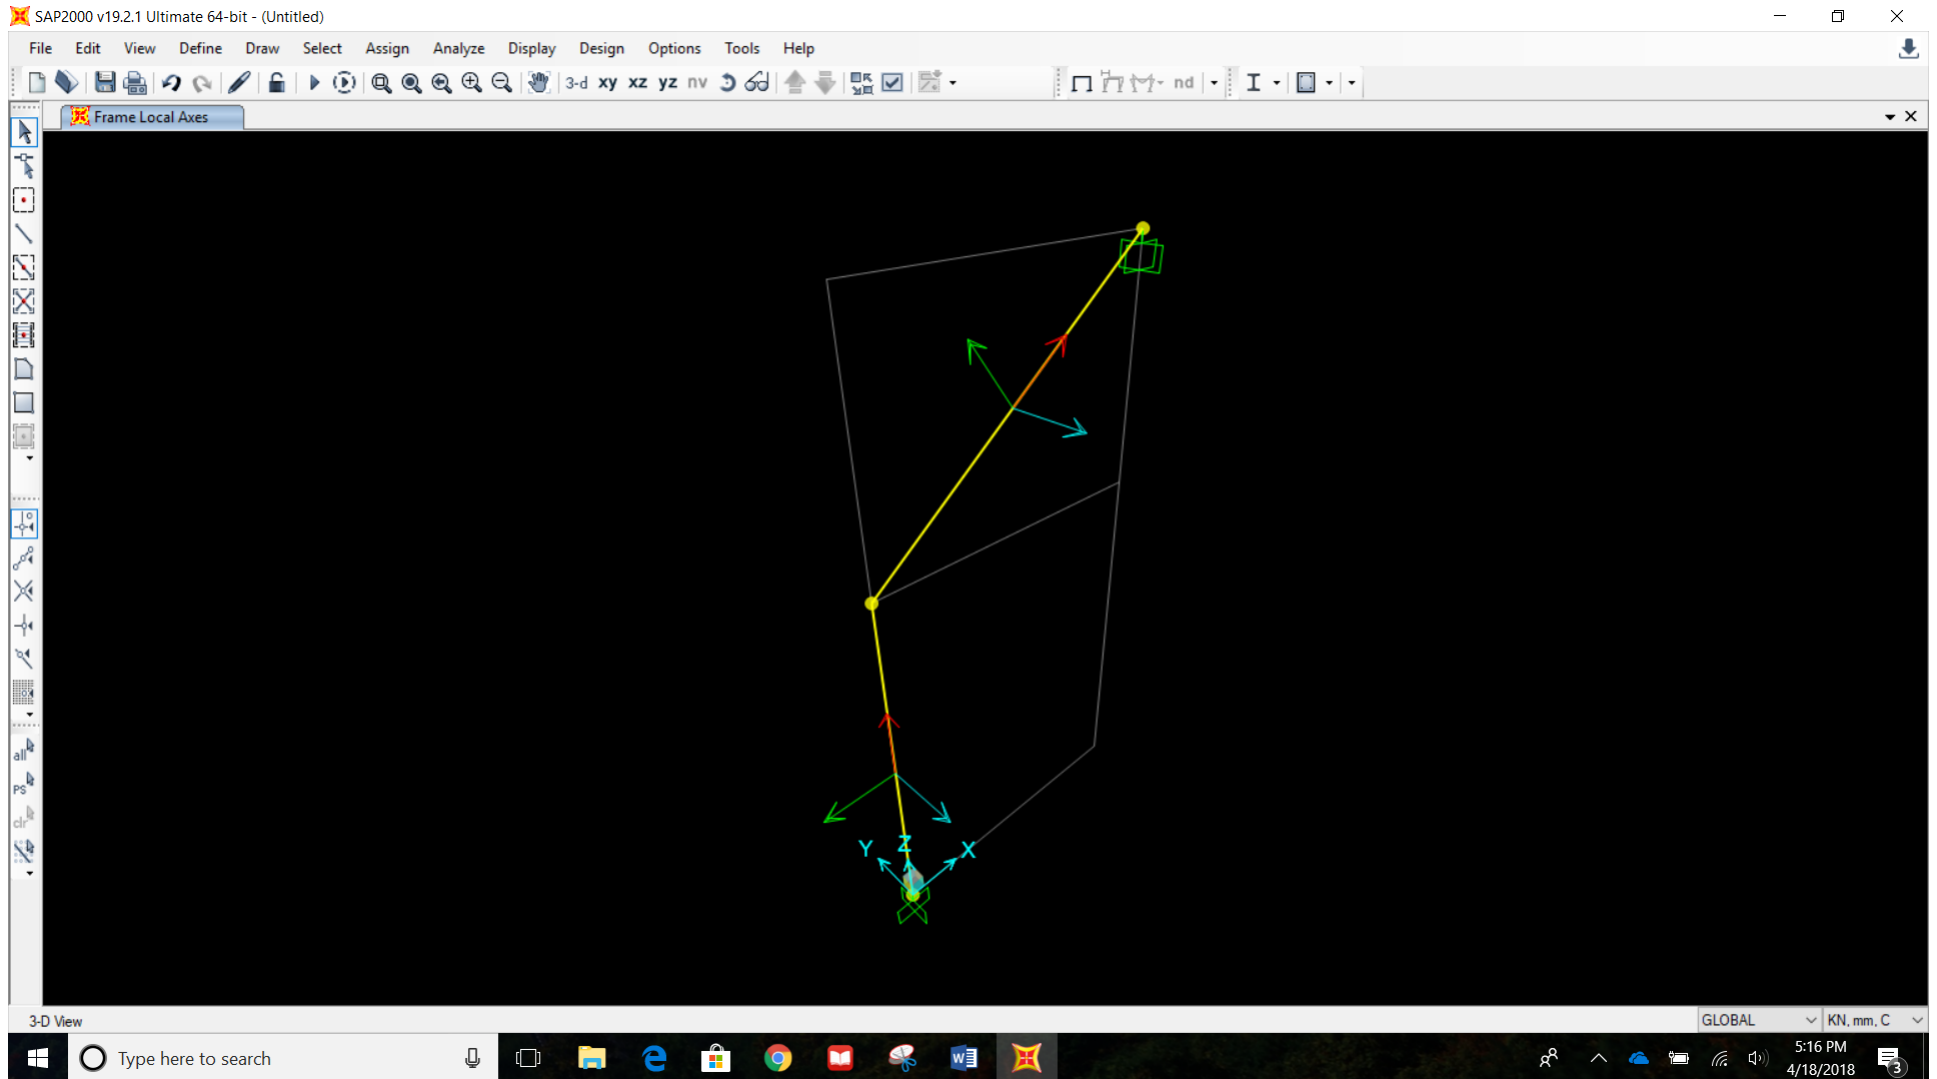 SAP2000 v19.2.1 Ultimate 64-bit - (Untitled)
File Edit View Define Draw Select Assign Analyze Display Design Options Tools Help
3-d xy xz yz nv nd
Frame Local Axes
all
PS
clr
Y Z X
3-D View GLOBAL KN, mm, C
Type here to search
5:16 PM
4/18/2018
3